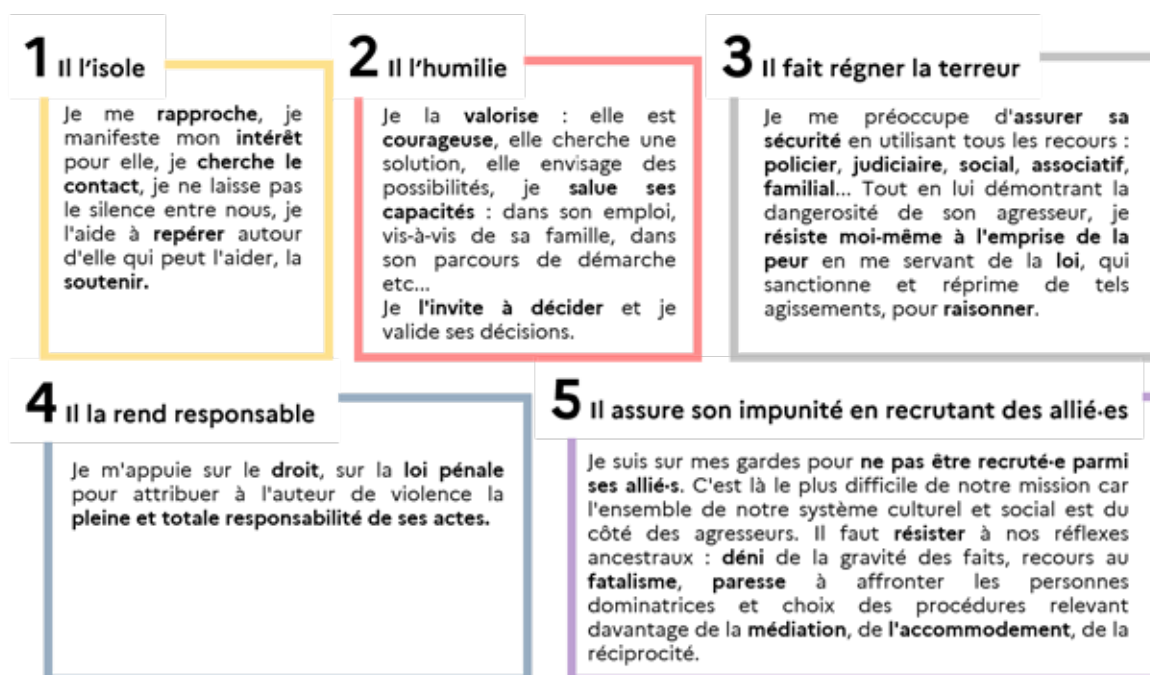 1 Il l'isole
Je me rapproche, je
manifeste mon intérêt
pour elle, je cherche le
contact, je ne laisse pas
le silence entre nous, je
l'aide à repérer autour
d'elle qui peut l'aider, la
soutenir.
2 Il l'humilie
Je la valorise : elle est
courageuse, elle cherche une
solution, elle envisage des
possibilités, je salue ses
capacités : dans son emploi,
vis-à-vis de sa famille, dans
son parcours de démarche
etc...
Je l'invite à décider et je
valide ses décisions.
3 Il fait régner la terreur
Je me préoccupe d'assurer sa
sécurité en utilisant tous les recours :
policier, judiciaire, social, associatif,
familial... Tout en lui démontrant la
dangerosité de son agresseur, je
résiste moi-même à l'emprise de la
peur en me servant de la loi, qui
sanctionne et réprime de tels
agissements, pour raisonner.
4 Il la rend responsable
Je m'appuie sur le droit, sur la loi pénale
pour attribuer à l'auteur de violence la
pleine et totale responsabilité de ses actes.
5 Il assure son impunité en recrutant des allié·es
Je suis sur mes gardes pour ne pas être recruté·e parmi
ses allié·s. C'est là le plus difficile de notre mission car
l'ensemble de notre système culturel et social est du
côté des agresseurs. Il faut résister à nos réflexes
ancestraux : déni de la gravité des faits, recours au
fatalisme, paresse à affronter les personnes
dominatrices et choix des procédures relevant
davantage de la médiation, de l'accommodement, de la
réciprocité.